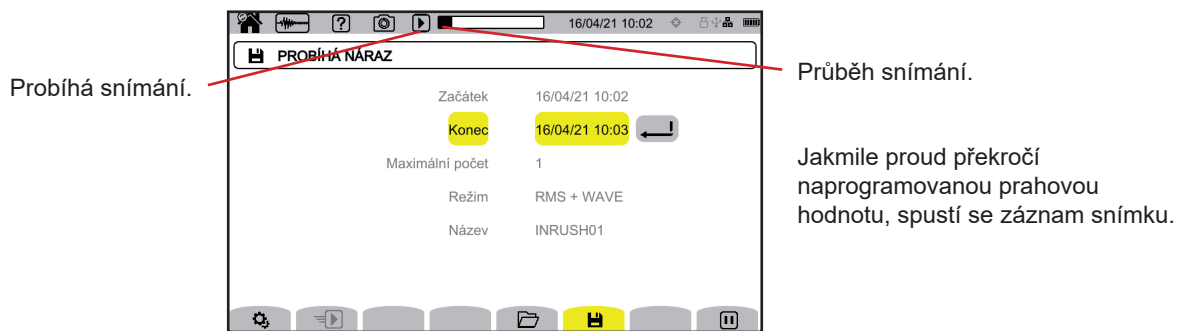 16/04/21 10:02
PROBÍHÁ NÁRAZ
Probíhá snímání.
Průběh snímání.
Začátek 16/04/21 10:02
Konec 16/04/21 10:03
Maximální počet 1
Režim RMS + WAVE
Název INRUSH01
Jakmile proud překročí
naprogramovanou prahovou
hodnotu, spustí se záznam snímku.